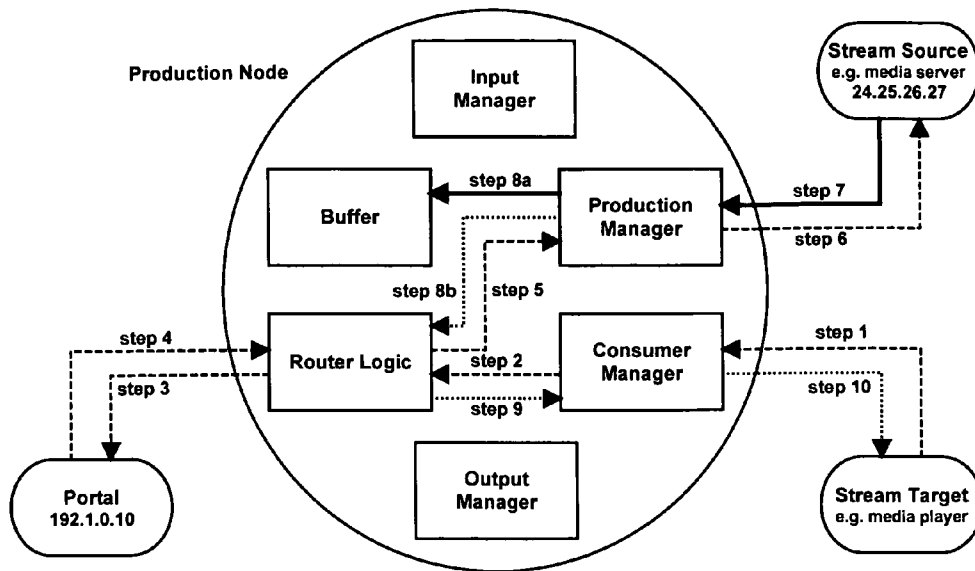 Production Node
Input
Manager
Stream Source
e.g. media server
24.25.26.27
step 8a
step 7
Buffer
Production
Manager
step 6
step 8b
step 5
step 4
step 1
Router Logic
step 2
Consumer
Manager
step 3
step 10
step 9
Output
Manager
Portal
192.1.0.10
Stream Target
e.g. media player